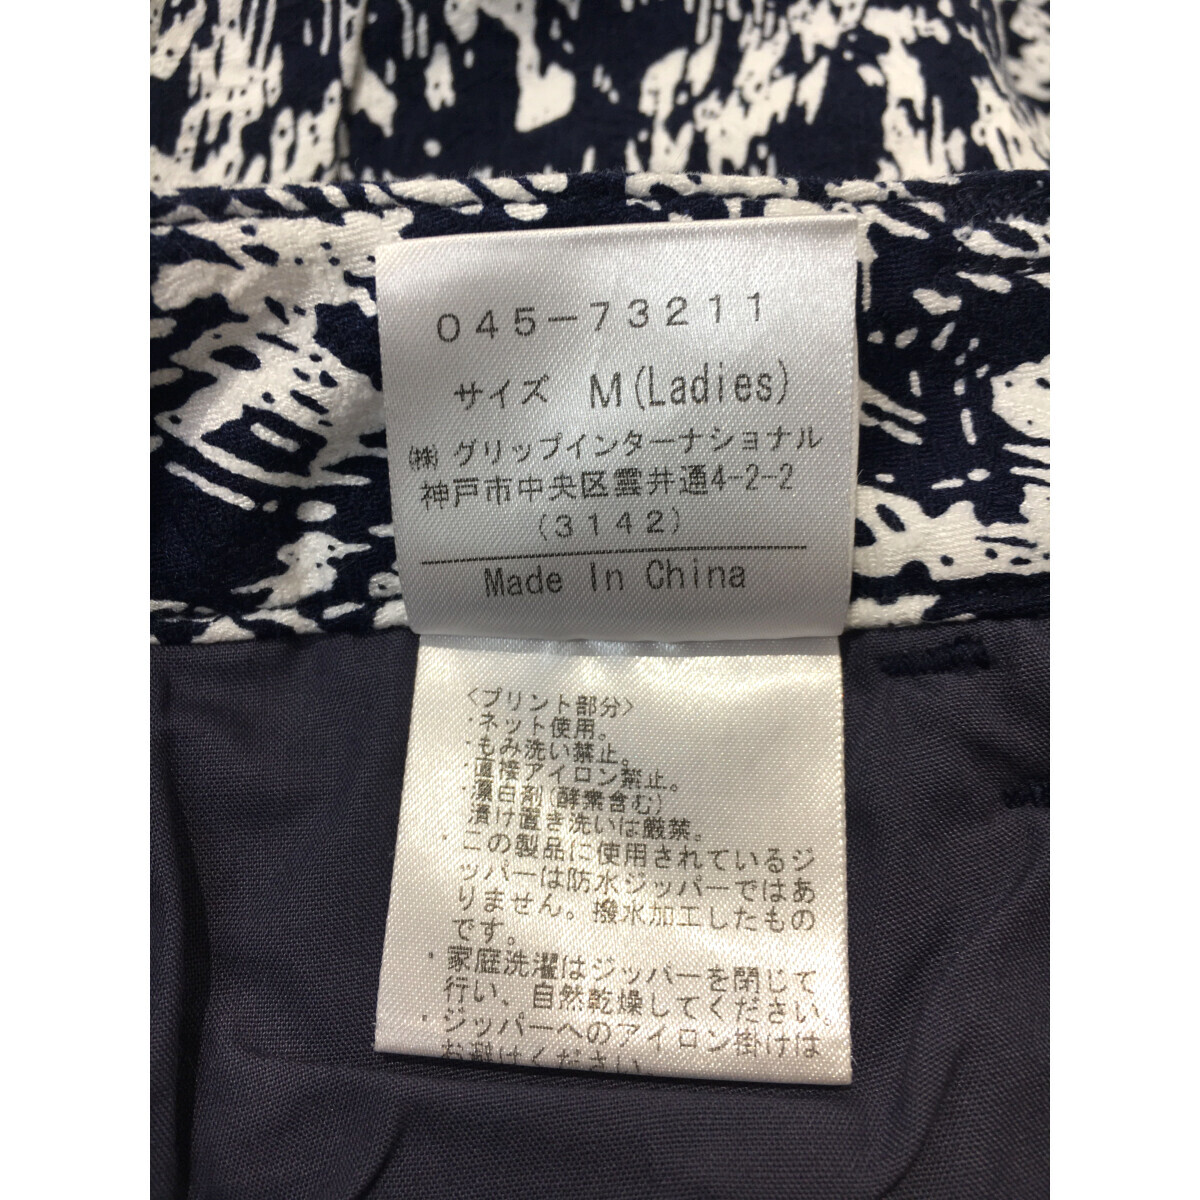 045-73211
サイズ M(Ladies)
㈱グリップインターナショナル
神戸市中央区雲井通4-2-2
(3142)
Made In China
<プリント部分>
・ネット使用。
・もみ洗い禁止。
・直接アイロン禁止。
・漂白剤(酵素含む)
漬け置き洗いは厳禁。
・この製品に使用されているジ
ッパーは防水ジッパーではあ
りません。撥水加工したもの
です。
・家庭洗濯はジッパーを閉じて
行い、自然乾燥してください。
・ジッパーへのアイロン掛けは
お避けください。